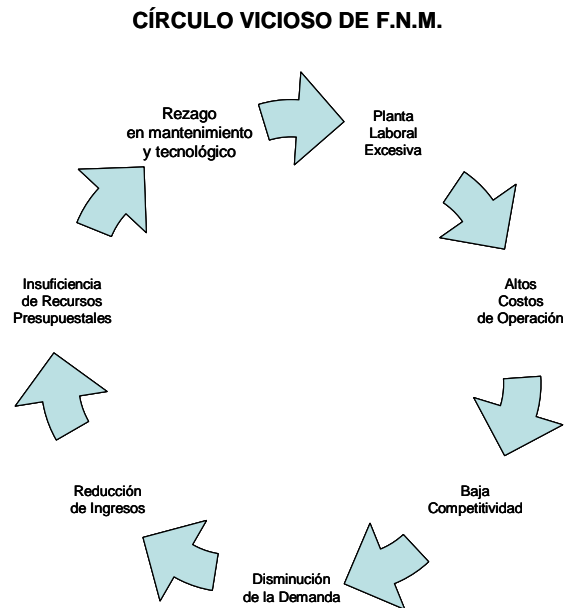 CÍRCULO VICIOSO DE F.N.M.
Rezago
en mantenimiento
y tecnológico
Planta
Laboral
Excesiva
Altos
Costos
de Operación
Baja
Competitividad
Disminución
de la Demanda
Reducción
de Ingresos
Insuficiencia
de Recursos
Presupuestales